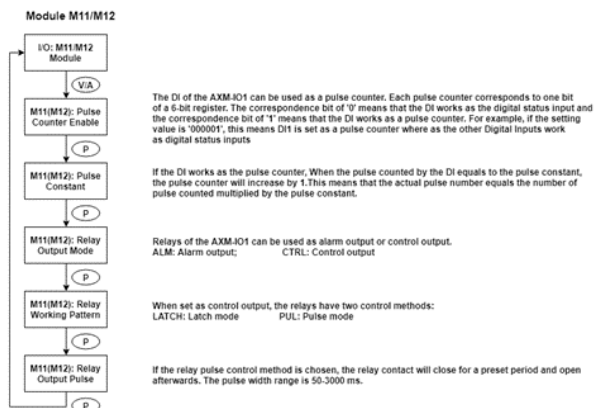 Module M11/M12
I/O: M11/M12
Module
V/A
M11(M12): Pulse
Counter Enable
The DI of the AXM-IO1 can be used as a pulse counter. Each pulse counter corresponds to one bit
of a 6-bit register. The correspondence bit of '0' means that the DI works as the digital status input and
the correspondence bit of '1' means that the DI works as a pulse counter. For example, if the setting
value is '000001', this means DI1 is set as a pulse counter where as the other Digital Inputs work
as digital status inputs
P
M11(M12): Pulse
Constant
If the DI works as the pulse counter, When the pulse counted by the DI equals to the pulse constant,
the pulse counter will increase by 1.This means that the actual pulse number equals the number of
pulse counted multiplied by the pulse constant.
P
M11(M12): Relay
Output Mode
Relays of the AXM-IO1 can be used as alarm output or control output.
ALM: Alarm output; CTRL: Control output
P
M11(M12): Relay
Working Pattern
When set as control output, the relays have two control methods:
LATCH: Latch mode PUL: Pulse mode
P
M11(M12): Relay
Output Pulse
If the relay pulse control method is chosen, the relay contact will close for a preset period and open
afterwards. The pulse width range is 50-3000 ms.
P